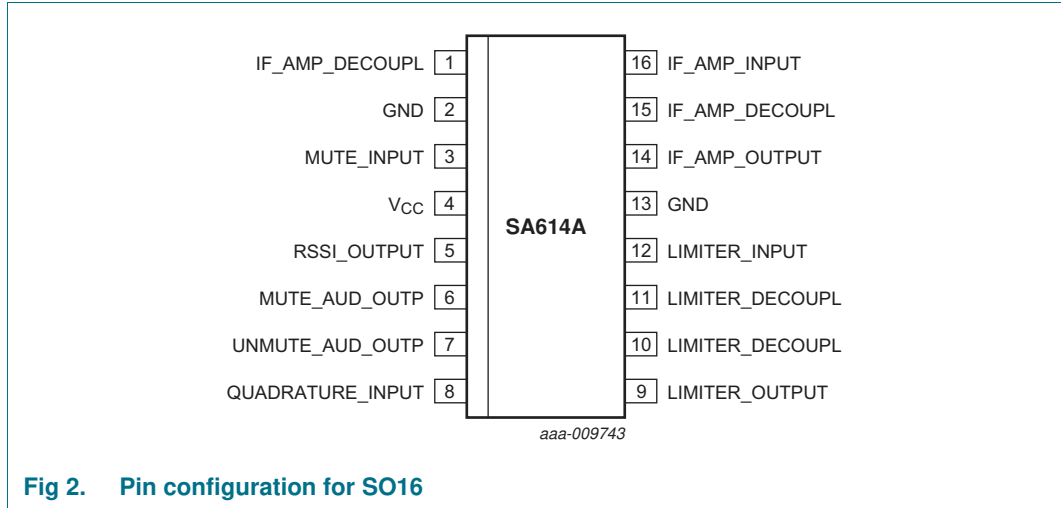 IF_AMP_DECOUPL 1
GND 2
MUTE_INPUT 3
VCC 4
RSSI_OUTPUT 5
MUTE_AUD_OUTP 6
UNMUTE_AUD_OUTP 7
QUADRATURE_INPUT 8
SA614A
16 IF_AMP_INPUT
15 IF_AMP_DECOUPL
14 IF_AMP_OUTPUT
13 GND
12 LIMITER_INPUT
11 LIMITER_DECOUPL
10 LIMITER_DECOUPL
9 LIMITER_OUTPUT
aaa-009743
Fig 2. Pin configuration for SO16